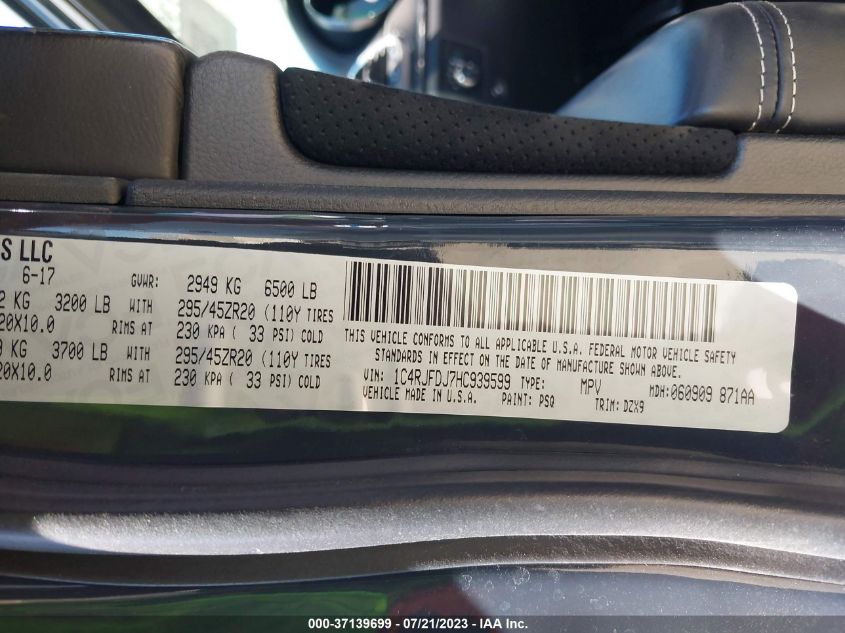 S LLC
6-17 GVWR: 2949 KG 6500 LB
KG 3200 LB WITH 295/45ZR20 (110Y TIRES
20X10.0 RIMS AT 230 KPA ( 33 PSI) COLD
KG 3700 LB WITH 295/45ZR20 (110Y TIRES
20X10.0 RIMS AT 230 KPA ( 33 PSI) COLD
THIS VEHICLE CONFORMS TO ALL APPLICABLE U.S.A. FEDERAL MOTOR VEHICLE SAFETY
STANDARDS IN EFFECT ON THE DATE OF MANUFACTURE SHOWN ABOVE.
VIN: 1C4RJFDJ7HC939599 TYPE: MPV MDH:060909 871AA
VEHICLE MADE IN U.S.A. PAINT: PSQ TRIM: DZX9
000-37139699 - 07/21/2023 - IAA Inc.